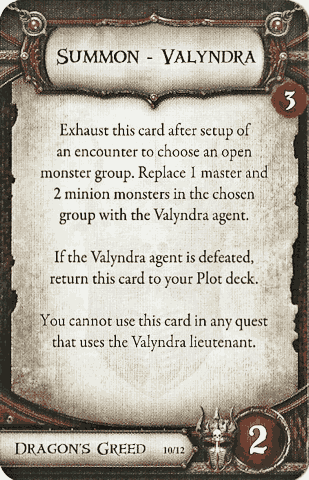 Summon - Valyndra
3
Exhaust this card after setup of
an encounter to choose an open
monster group. Replace 1 master and
2 minion monsters in the chosen
group with the Valyndra agent.
If the Valyndra agent is defeated,
return this card to your Plot deck.
You cannot use this card in any quest
that uses the Valyndra lieutenant.
Dragon's Greed 10/12
2